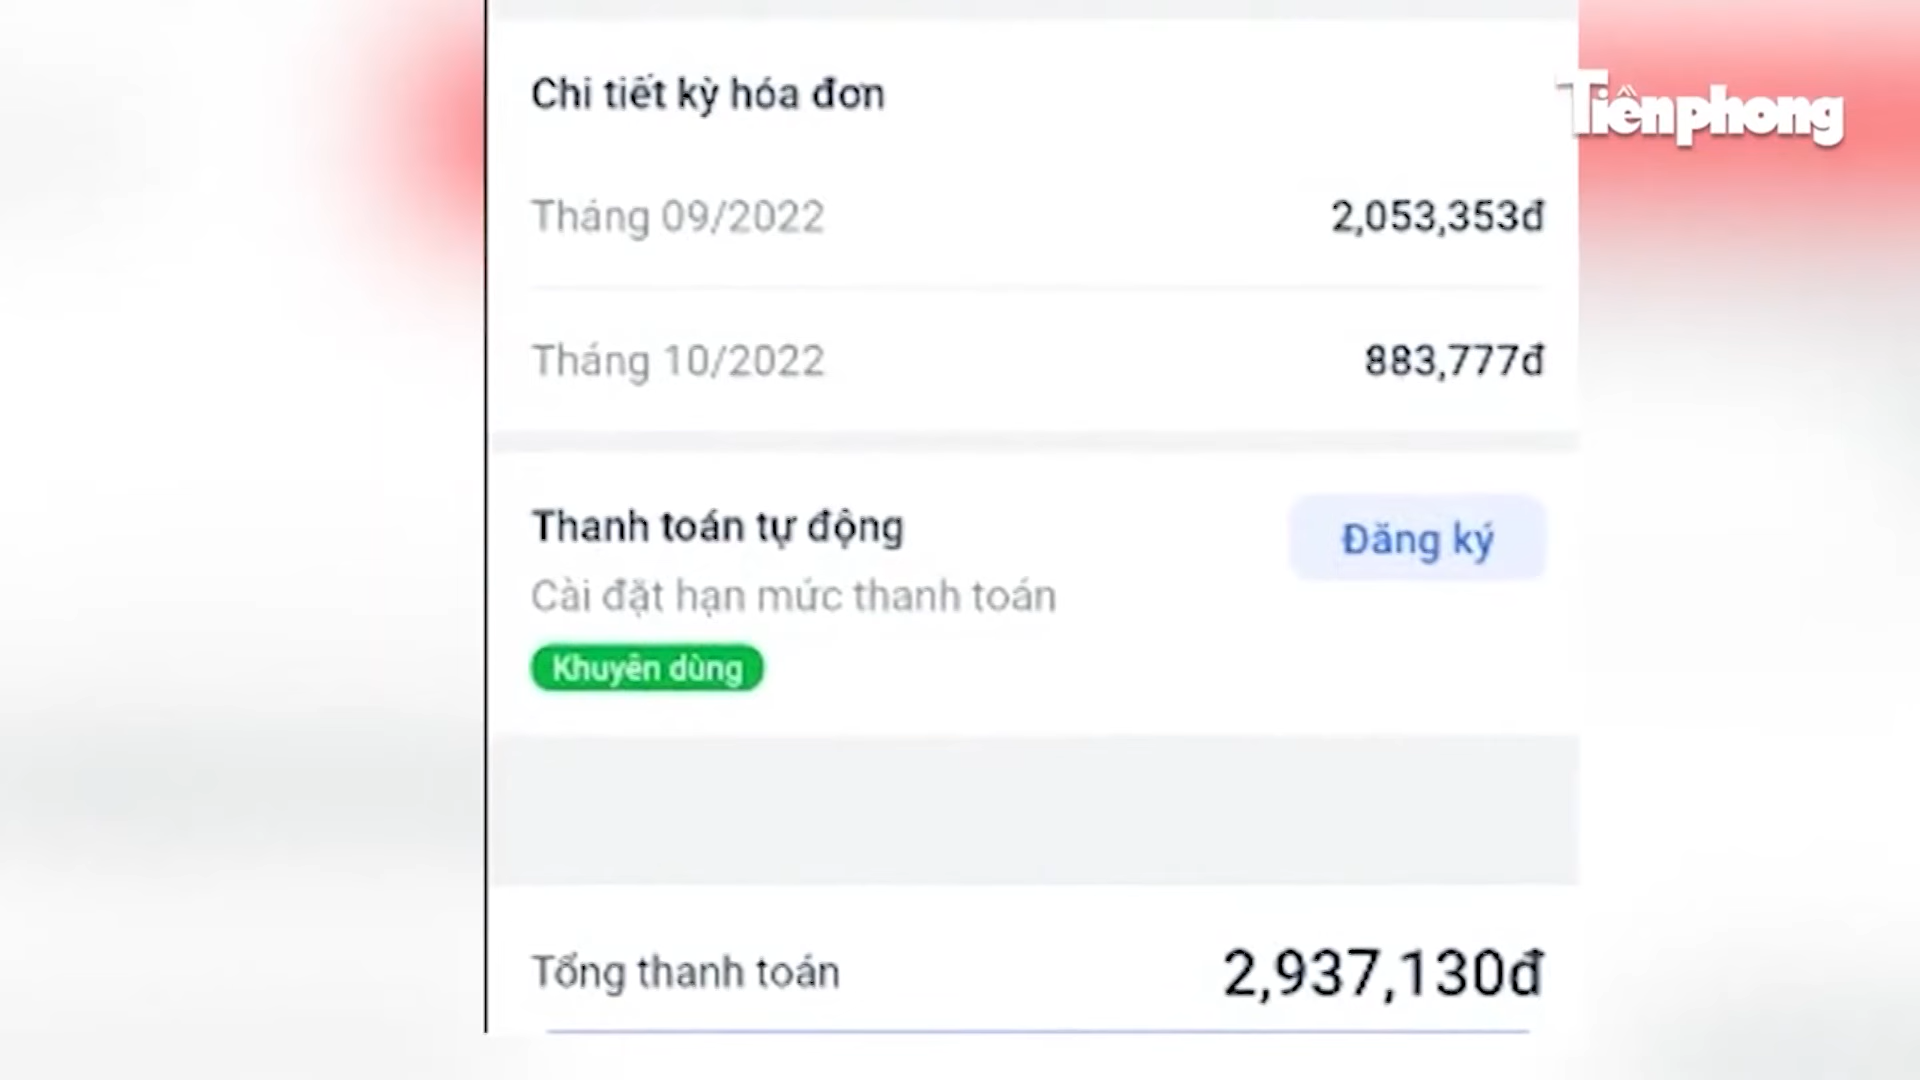 Chi tiết kỳ hóa đơn
Tiềnphong
Tháng 09/2022 2,053,353đ
Tháng 10/2022 883,777đ
Thanh toán tự động Đăng ký
Cài đặt hạn mức thanh toán
Khuyên dùng
Tổng thanh toán 2,937,130đ